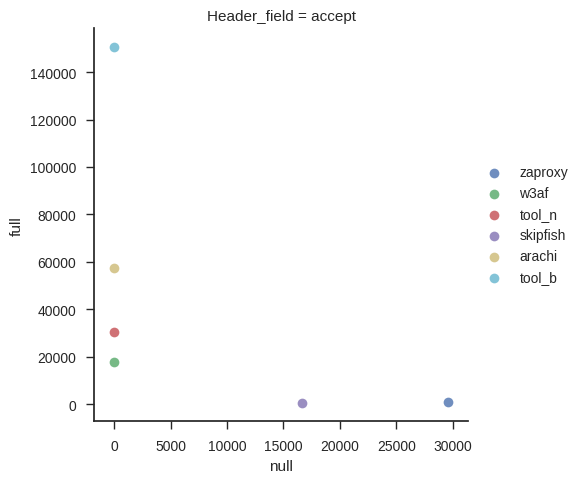 Header_field = accept
140000
120000
100000
80000
60000
40000
20000
0
full
0
5000
10000
15000
20000
25000
30000
null
zaproxy
w3af
tool_n
skipfish
arachi
tool_b